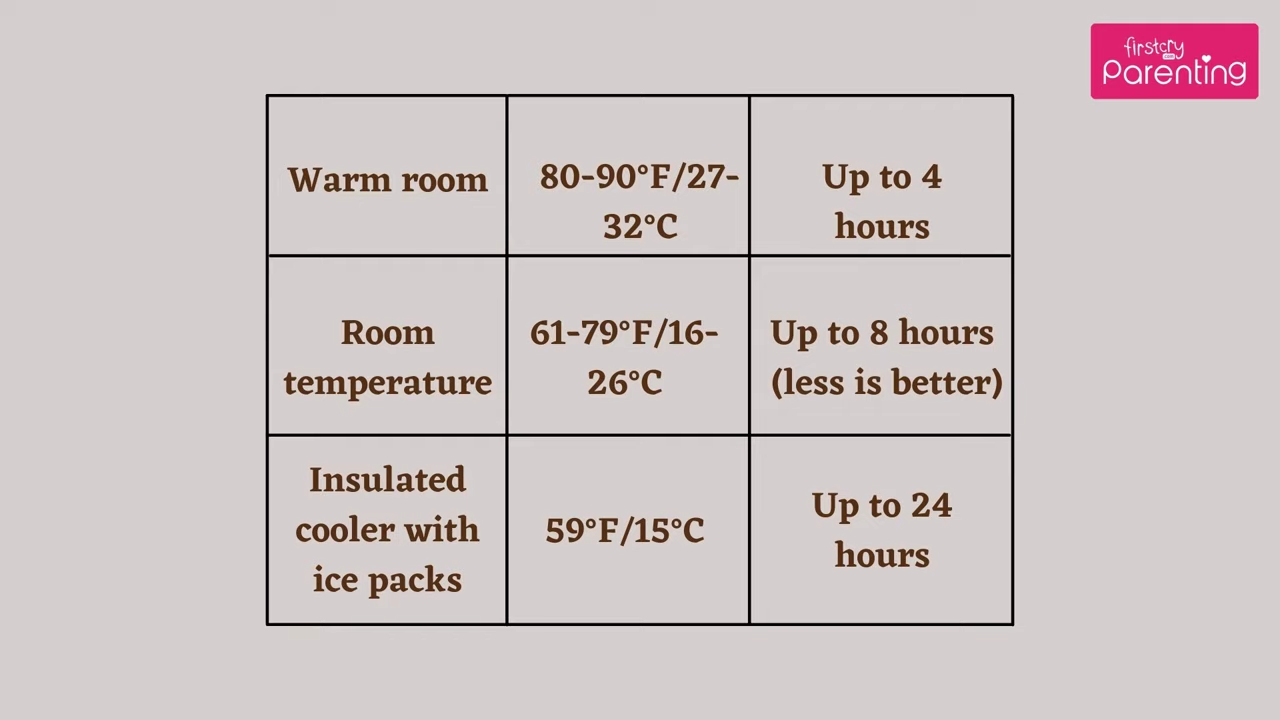 firstcry
.com
Parenting
Warm room
80-90°F/27-
32°C
Up to 4
hours
Room
temperature
61-79°F/16-
26°C
Up to 8 hours
(less is better)
Insulated
cooler with
ice packs
59°F/15°C
Up to 24
hours